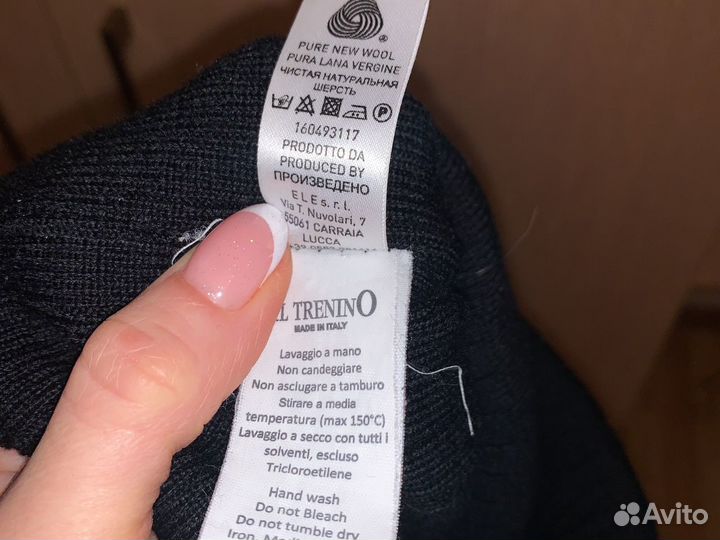 PURE NEW WOOL
PURA LANA VERGINE
ЧИСТАЯ НАТУРАЛЬНАЯ
ШЕРСТЬ
P
160493117
PRODOTTO DA
PRODUCED BY
ПРОИЗВЕДЕНО
E L E s. r. l.
Via T. Nuvolari, 7
55061 CARRAIA
LUCCA
IL TRENINO
MADE IN ITALY
Lavaggio a mano
Non candeggiare
Non asciugare a tamburo
Stirare a media
temperatura (max 150°C)
Lavaggio a secco con tutti i
solventi, escluso
Tricloroetilene
Hand wash
Do not Bleach
Do not tumble dry
Iron
Avito